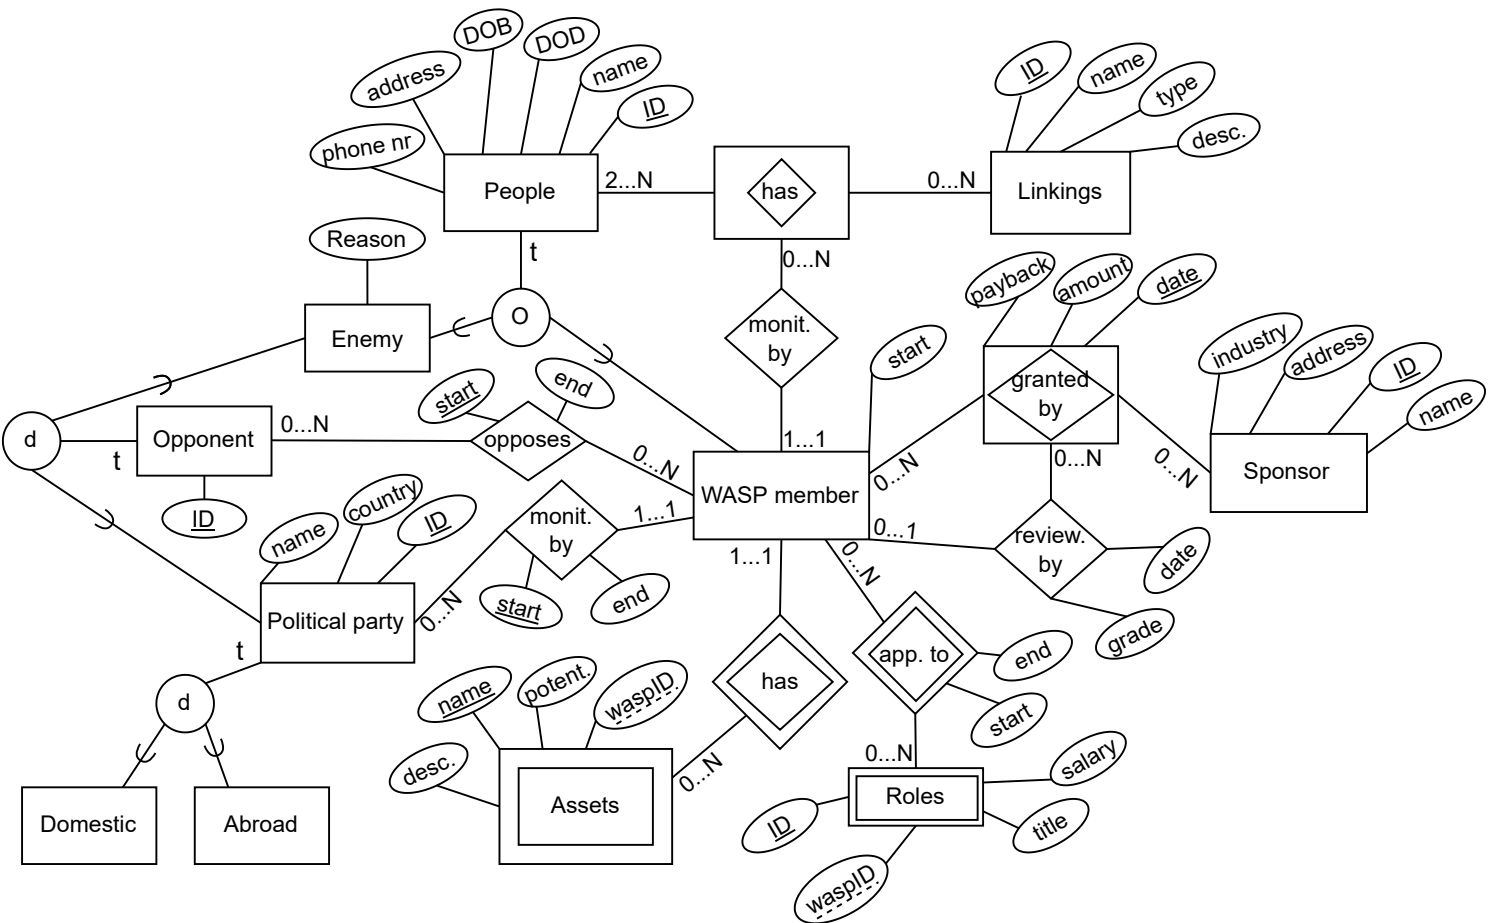 DOB
DOD
address
name
ID
phone nr
People
2...N
has
0...N
Linkings
ID
name
type
desc.
Reason
t
0...N
Enemy
O
monit.
by
payback
amount
date
start
granted
by
industry
address
ID
name
d
t
Opponent
0...N
start
end
opposes
0...N
1...1
WASP member
0...N
0...N
0...N
Sponsor
ID
name
country
ID
monit.
by
1...1
start
end
0...N
Political party
t
1...1
0...N
0...1
review.
by
date
grade
d
Domestic
Abroad
has
app. to
end
start
name
potent.
waspID
desc.
0...N
Assets
0...N
Roles
salary
title
ID
waspID